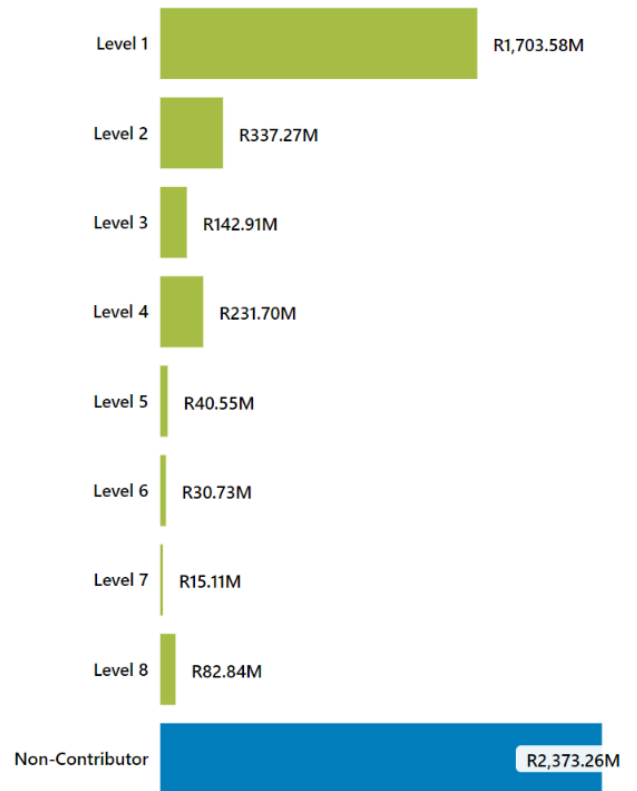 Level 1 R1,703.58M
Level 2 R337.27M
Level 3 R142.91M
Level 4 R231.70M
Level 5 R40.55M
Level 6 R30.73M
Level 7 R15.11M
Level 8 R82.84M
Non-Contributor R2,373.26M